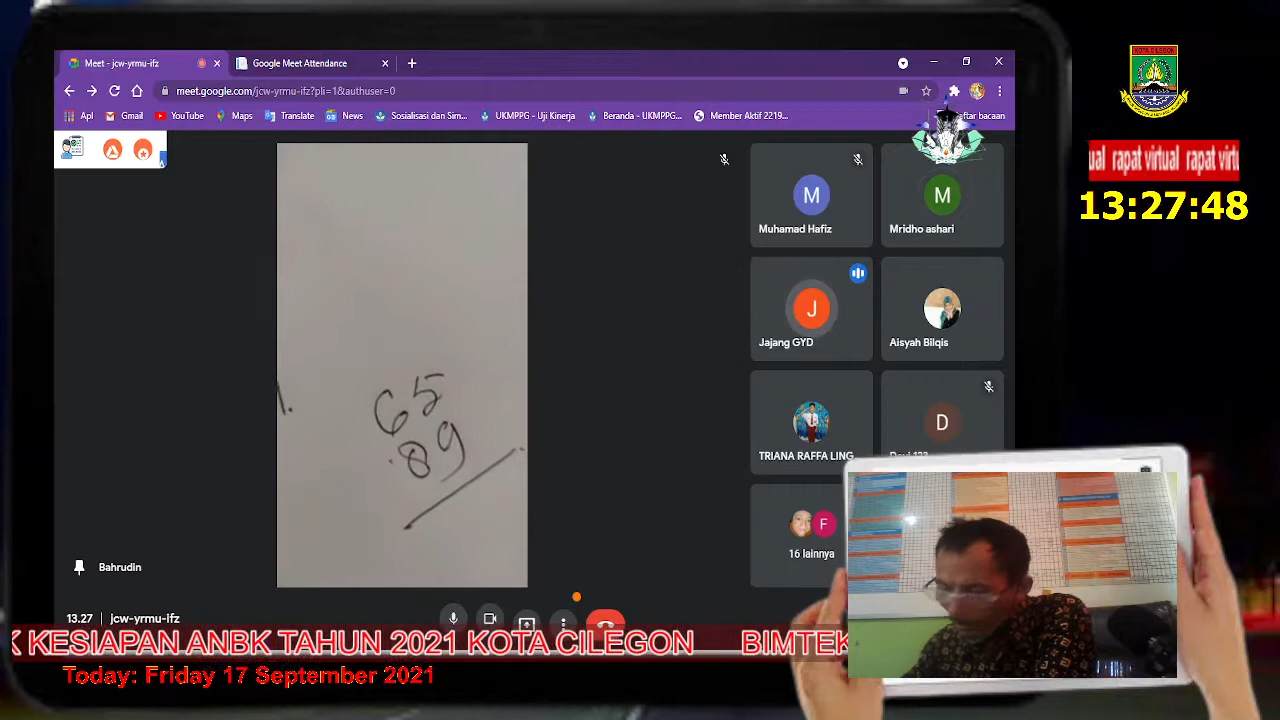 Meet - jcw-yrmu-ifz
Google Meet Attendance
meet.google.com/jcw-yrmu-ifz?pli=1&authuser=0
Apl
Gmail
YouTube
Maps
Translate
News
Sosialisasi dan Simu...
UKMPPG - Uji Kinerja
Beranda - UKMPPG...
Member Aktif 2219...
ftar bacaan
KOTA CILEGON
ual rapat virtual rapat virtu
13:27:48
M
Muhamad Hafiz
M
Mridho ashari
J
Jajang GYD
Aisyah Bilqis
TRIANA RAFFA LING
D
F
16 lainnya
1.
65
89
Bahrudin
13.27 | jcw-yrmu-ifz
K KESIAPAN ANBK TAHUN 2021 KOTA CILEGON BIMTEK
Today: Friday 17 September 2021